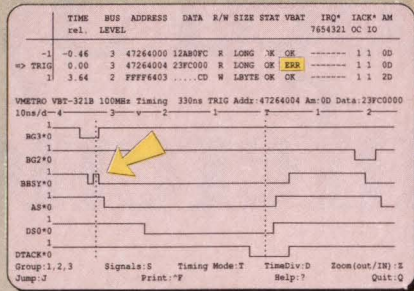 TIME BUS ADDRESS DATA R/W SIZE STAT VBAT IRQ* IACK* AM
rel. LEVEL 7654321 OC IO
-1 -0.46 3 47264000 12AB0FC R LONG OK OK ------- 1 1 0D
=> TRIG 0.00 3 47264004 23FC000 R LONG OK ERR ------- 1 1 0D
1 3.64 2 FFFF6403 .....CD W LBYTE OK OK ------- 1 1 2D
VMETRO VBT-321B 100MHz Timing 330ns TRIG Addr:47264004 Am:0D Data:23FC0000
10ns/d-4 3 v 2 1 T 1 2
1
BG3*0
1
BG2*0
1
BBSY*0
1
AS*0
1
DS0*0
1
DTACK*0
Group:1,2,3 Signals:S Timing Mode:T TimeDiv:D Zoom(out/IN):Z
Jump:J Print:^F Help:? Quit:Q